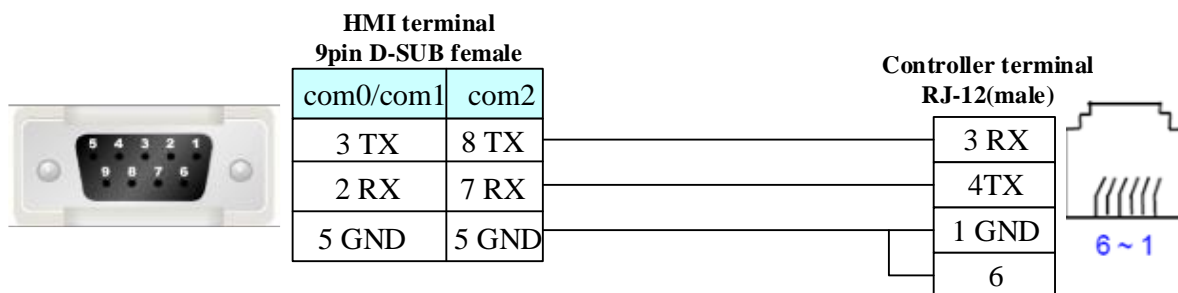 HMI terminal
9pin D-SUB female
com0/com1 com2
3 TX 8 TX
2 RX 7 RX
5 GND 5 GND
Controller terminal
RJ-12(male)
3 RX
4TX
1 GND
6
5 4 3 2 1
9 8 7 6
6 ~ 1